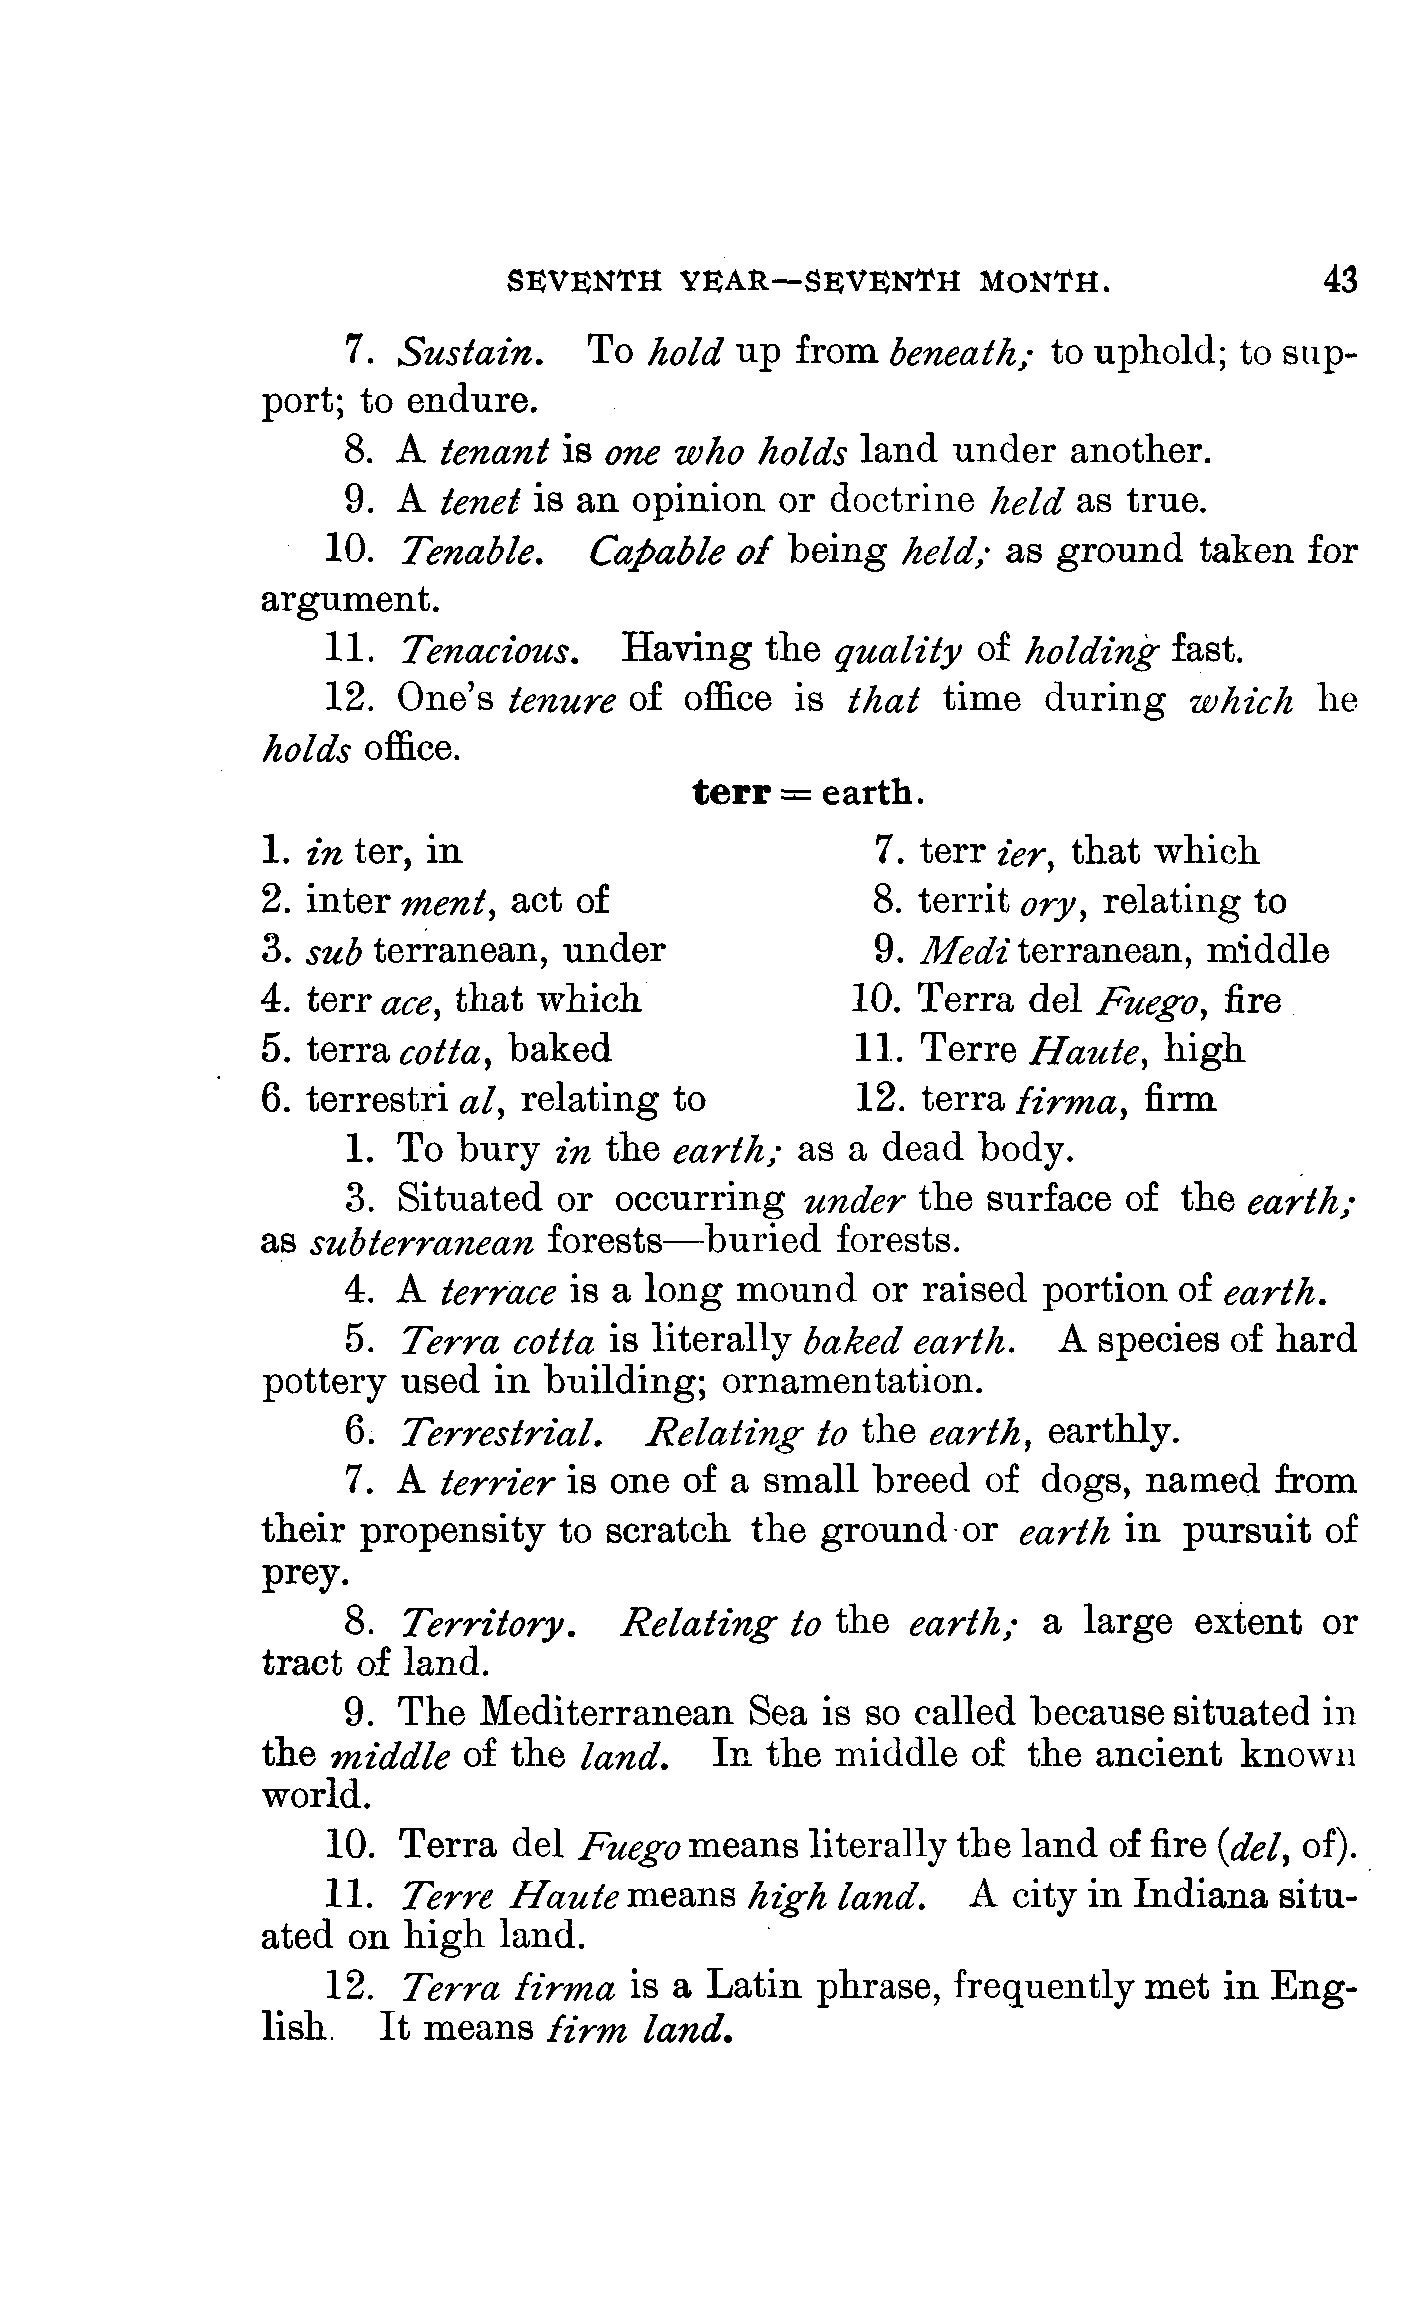 SEVENTH YEAR—SEVENTH MONTH. 43
7. Sustain. To hold up from beneath; to uphold; to sup-
port; to endure.
8. A tenant is one who holds land under another.
9. A tenet is an opinion or doctrine held as true.
10. Tenable. Capable of being held; as ground taken for
argument.
11. Tenacious. Having the quality of holding fast.
12. One's tenure of office is that time during which he
holds office.
terr = earth.
1. in ter, in
2. inter ment, act of
3. sub terranean, under
4. terr ace, that which
5. terra cotta, baked
6. terrestri al, relating to
7. terr ier, that which
8. territ ory, relating to
9. Medi terranean, middle
10. Terra del Fuego, fire
11. Terre Haute, high
12. terra firma, firm
1. To bury in the earth; as a dead body.
3. Situated or occurring under the surface of the earth;
as subterranean forests—buried forests.
4. A terrace is a long mound or raised portion of earth.
5. Terra cotta is literally baked earth. A species of hard
pottery used in building; ornamentation.
6. Terrestrial. Relating to the earth, earthly.
7. A terrier is one of a small breed of dogs, named from
their propensity to scratch the ground or earth in pursuit of
prey.
8. Territory. Relating to the earth; a large extent or
tract of land.
9. The Mediterranean Sea is so called because situated in
the middle of the land. In the middle of the ancient known
world.
10. Terra del Fuego means literally the land of fire (del, of).
11. Terre Haute means high land. A city in Indiana situ-
ated on high land.
12. Terra firma is a Latin phrase, frequently met in Eng-
lish. It means firm land.